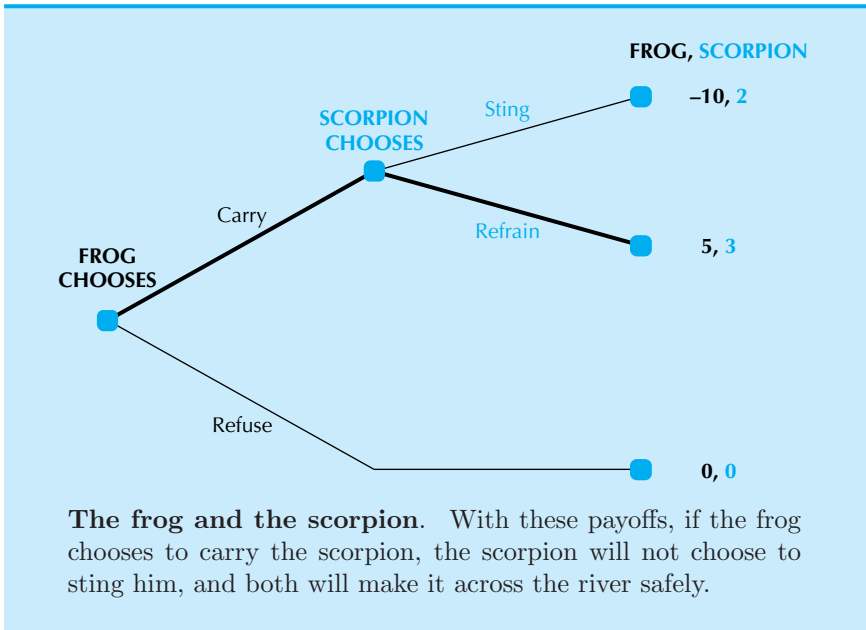 FROG, SCORPION
–10, 2
Sting
SCORPION
CHOOSES
Carry
Refrain
5, 3
FROG
CHOOSES
Refuse
0, 0
The frog and the scorpion. With these payoffs, if the frog
chooses to carry the scorpion, the scorpion will not choose to
sting him, and both will make it across the river safely.